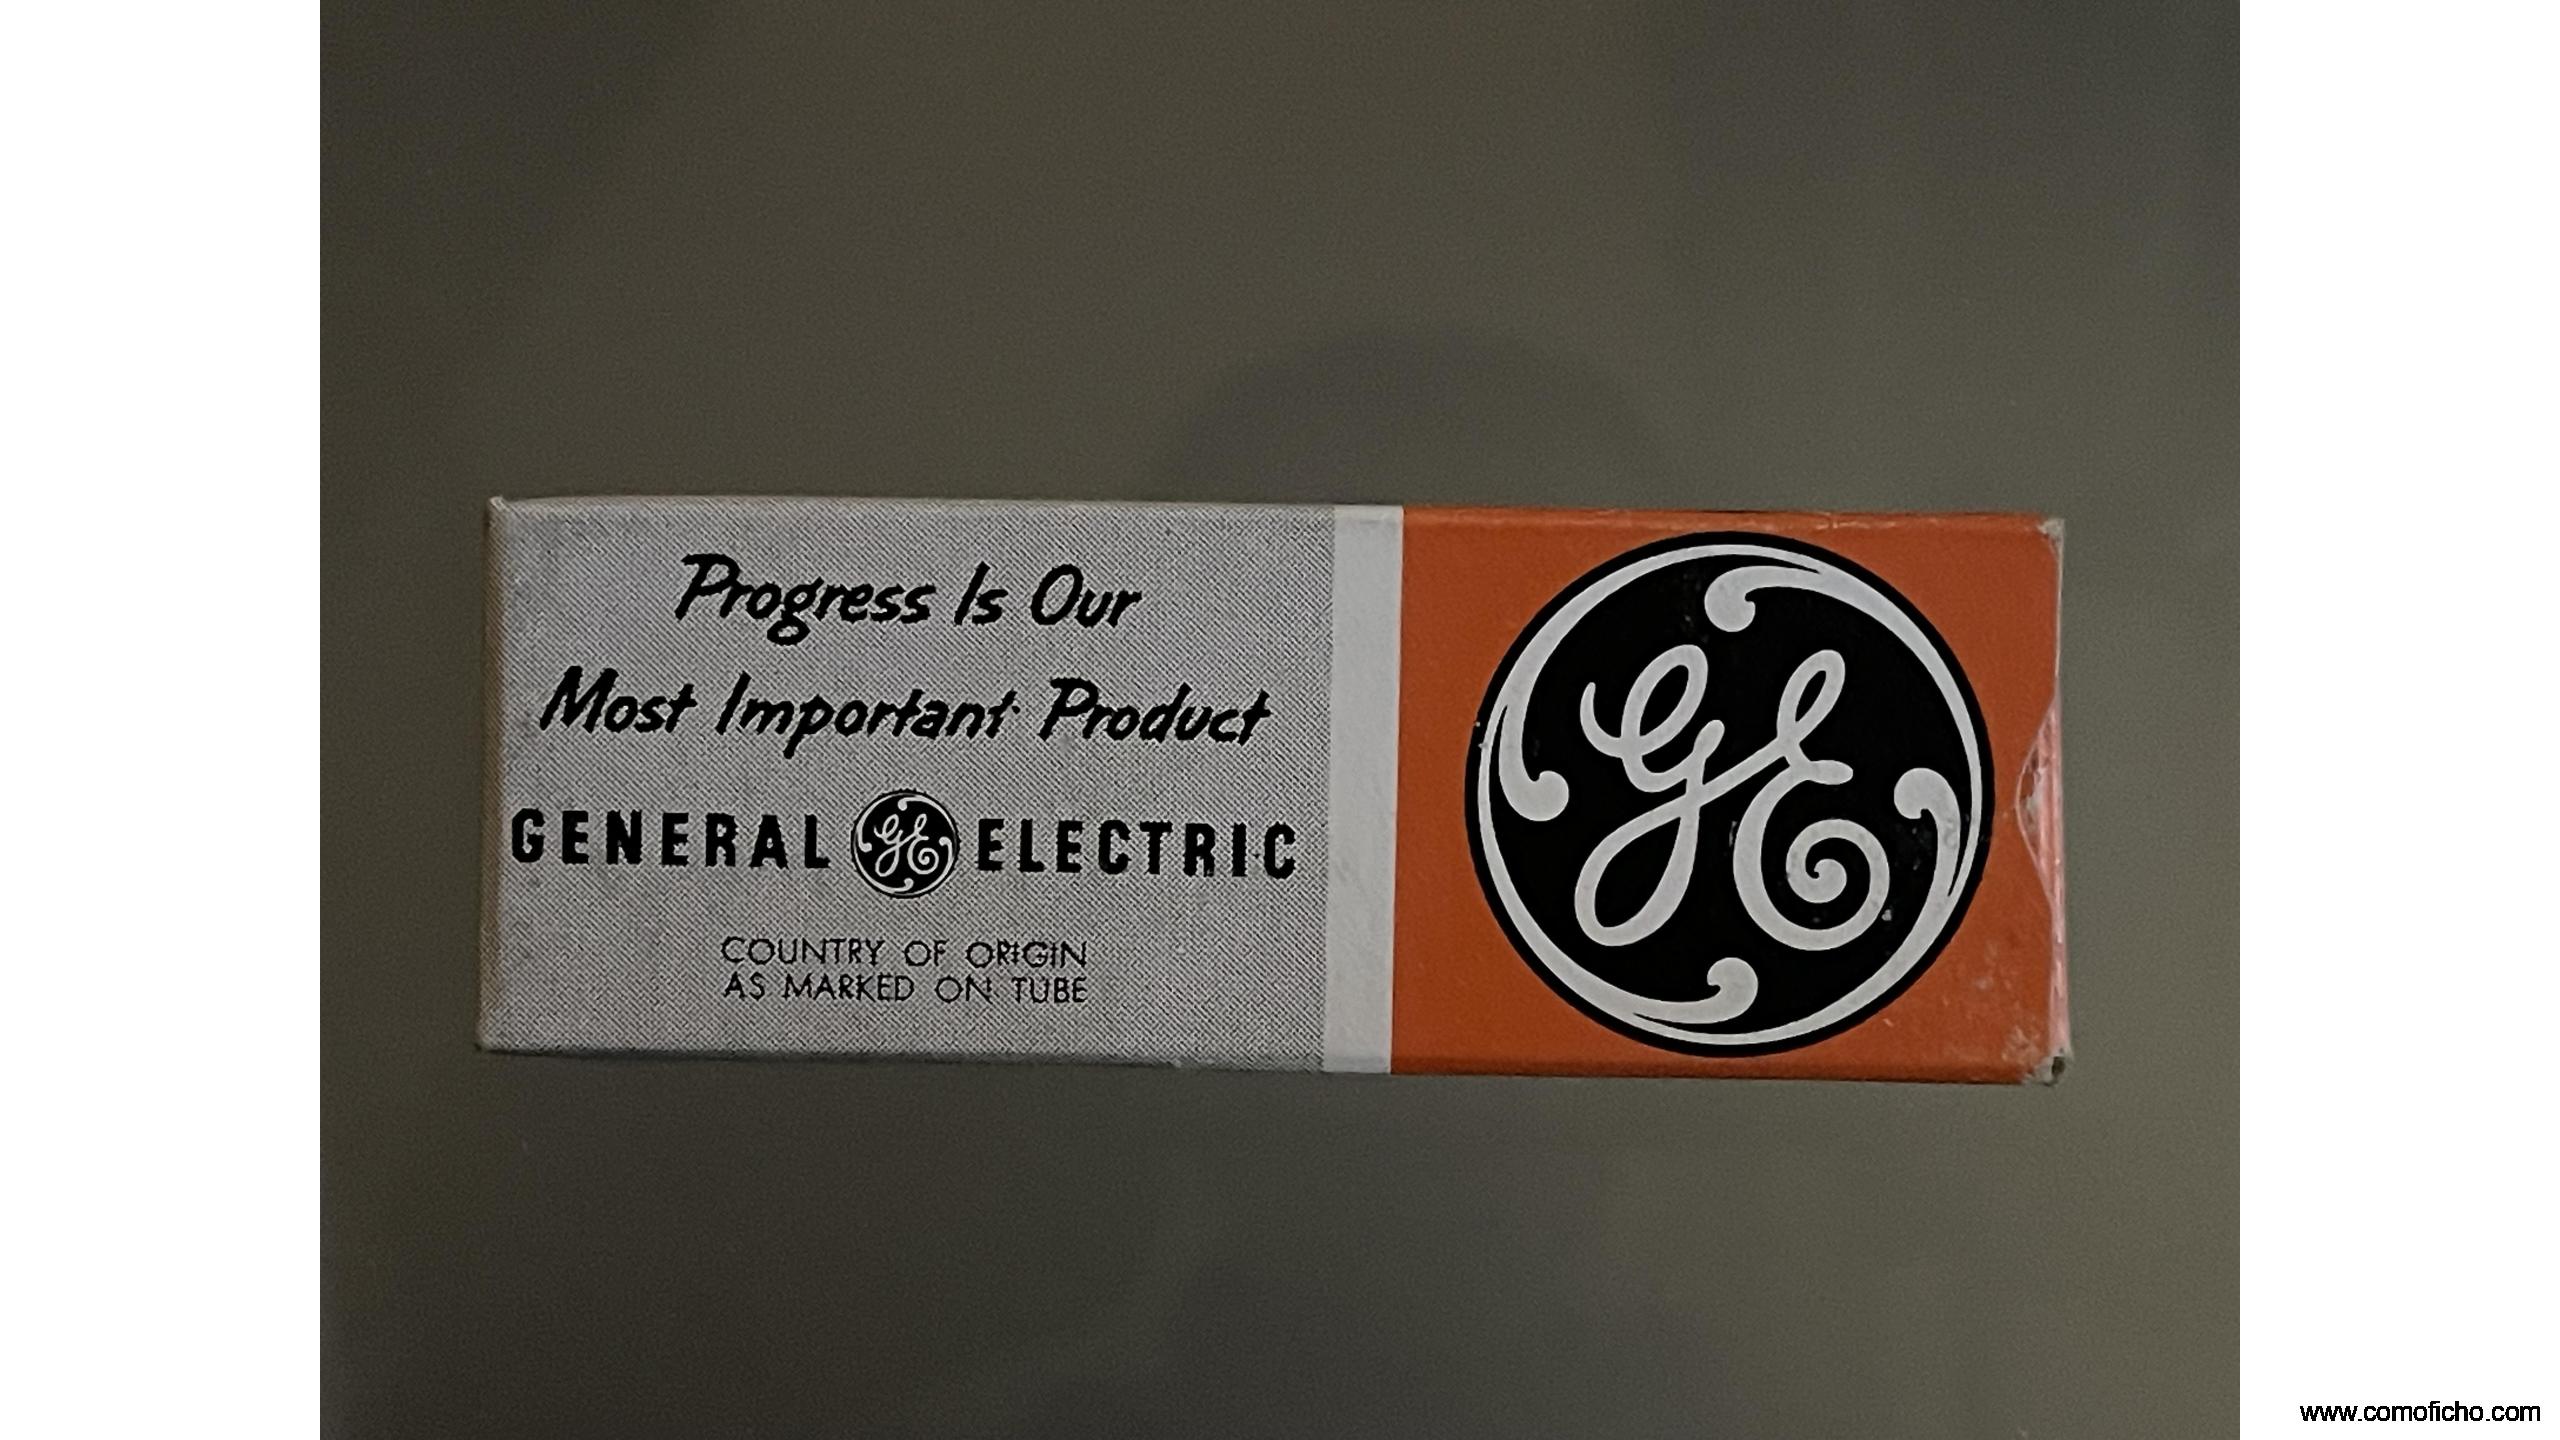 Progress Is Our
Most Important Product
GENERAL GE ELECTRIC
COUNTRY OF ORIGIN
AS MARKED ON TUBE
GE
www.comoficho.com